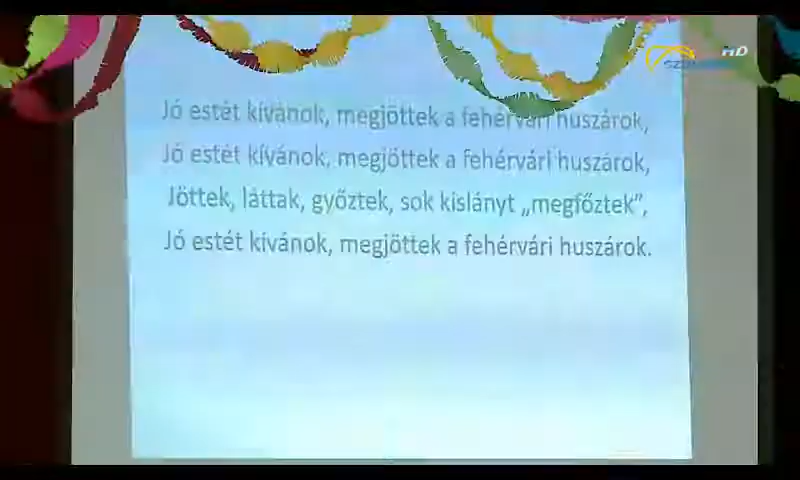 Jó estét kívánok, megjöttek a fehérvári huszárok,
Jó estét kívánok, megjöttek a fehérvári huszárok,
Jöttek, láttak, győztek, sok kislányt „megfőztek”,
Jó estét kívánok, megjöttek a fehérvári huszárok.
HD